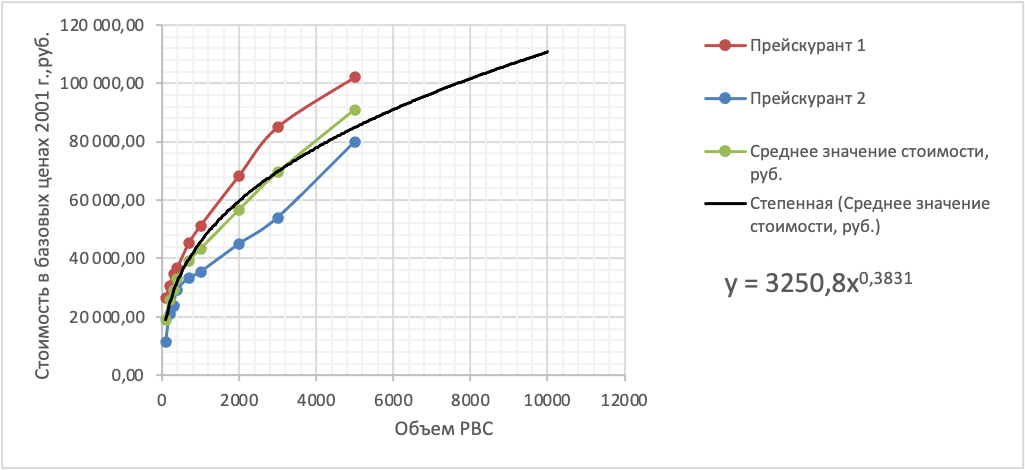 Стоимость в базовых ценах 2001 г.,руб.
120 000,00
100 000,00
80 000,00
60 000,00
40 000,00
20 000,00
0,00
0 2000 4000 6000 8000 10000 12000
Объем РВС
Прейскурант 1
Прейскурант 2
Среднее значение стоимости,
руб.
Степенная (Среднее значение
стоимости, руб.)
y = 3250,8x^0,3831